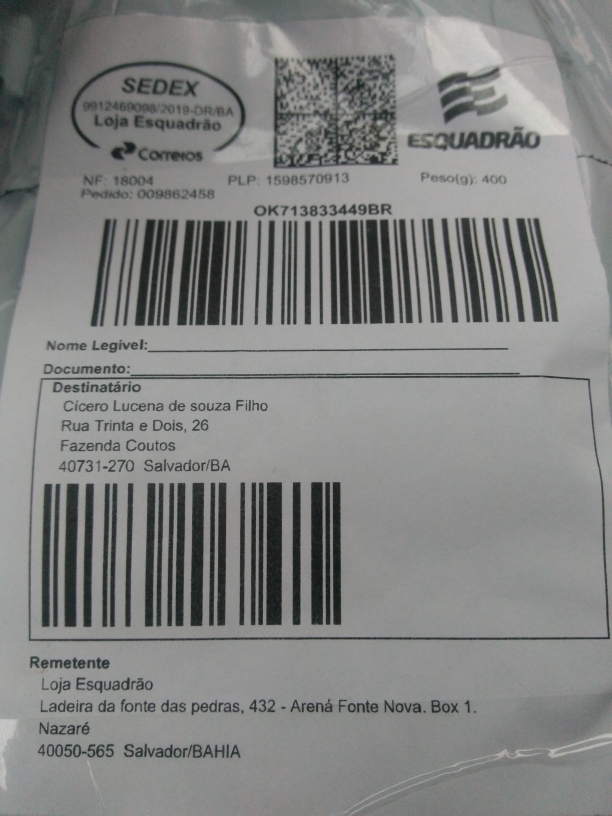 SEDEX
9912469098/2019-DR/BA
Loja Esquadrão
Correios
ESQUADRÃO
NF: 18004 PLP: 1598570913 Peso(g): 400
Pedido: 009862458
OK713833449BR
Nome Legível:
Documento:
Destinatário
Cícero Lucena de souza Filho
Rua Trinta e Dois, 26
Fazenda Coutos
40731-270 Salvador/BA
Remetente
Loja Esquadrão
Ladeira da fonte das pedras, 432 - Arená Fonte Nova. Box 1.
Nazaré
40050-565 Salvador/BAHIA